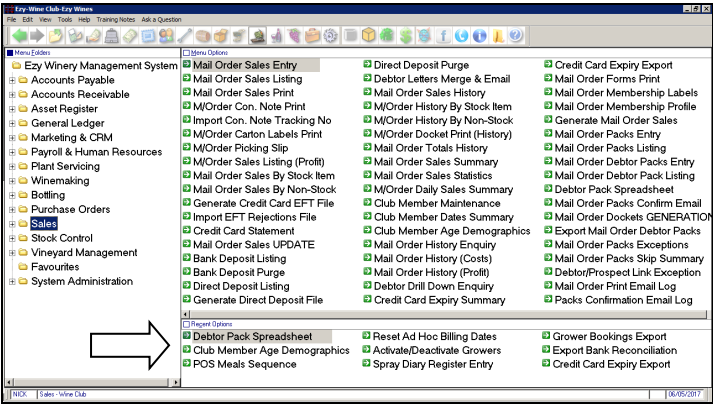 Ezy-Wine Club-Ezy Wines
File Edit View Tools Help Training Notes Ask a Question
Menu Folders
Ezy Winery Management System
Accounts Payable
Accounts Receivable
Asset Register
General Ledger
Marketing & CRM
Payroll & Human Resources
Plant Servicing
Winemaking
Bottling
Purchase Orders
Sales
Stock Control
Vineyard Management
Favourites
System Administration
Menu Options
Mail Order Sales Entry
Mail Order Sales Listing
Mail Order Sales Print
M/Order Con. Note Print
Import Con. Note Tracking No
M/Order Carton Labels Print
M/Order Picking Slip
M/Order Sales Listing (Profit)
Mail Order Sales By Stock Item
Mail Order Sales By Non-Stock
Generate Credit Card EFT File
Import EFT Rejections File
Credit Card Statement
Mail Order Sales UPDATE
Bank Deposit Listing
Bank Deposit Purge
Direct Deposit Listing
Generate Direct Deposit File
Direct Deposit Purge
Debtor Letters Merge & Email
Mail Order Sales History
M/Order History By Stock Item
M/Order History By Non-Stock
M/Order Docket Print (History)
Mail Order Totals History
Mail Order Sales Summary
Mail Order Sales Statistics
M/Order Daily Sales Summary
Club Member Maintenance
Club Member Dates Summary
Club Member Age Demographics
Mail Order History Enquiry
Mail Order History (Costs)
Mail Order History (Profit)
Debtor Drill Down Enquiry
Credit Card Expiry Summary
Credit Card Expiry Export
Mail Order Forms Print
Mail Order Membership Labels
Mail Order Membership Profile
Generate Mail Order Sales
Mail Order Packs Entry
Mail Order Packs Listing
Mail Order Debtor Packs Entry
Mail Order Debtor Pack Listing
Debtor Pack Spreadsheet
Mail Order Packs Confirm Email
Mail Order Dockets GENERATION
Export Mail Order Debtor Packs
Mail Order Packs Exceptions
Mail Order Packs Skip Summary
Debtor/Prospect Link Exception
Mail Order Print Email Log
Packs Confirmation Email Log
Recent Options
Debtor Pack Spreadsheet
Club Member Age Demographics
POS Meals Sequence
Reset Ad Hoc Billing Dates
Activate/Deactivate Growers
Spray Diary Register Entry
Grower Bookings Export
Export Bank Reconciliation
Credit Card Expiry Export
NICK Sales - Wine Club 06/05/2017